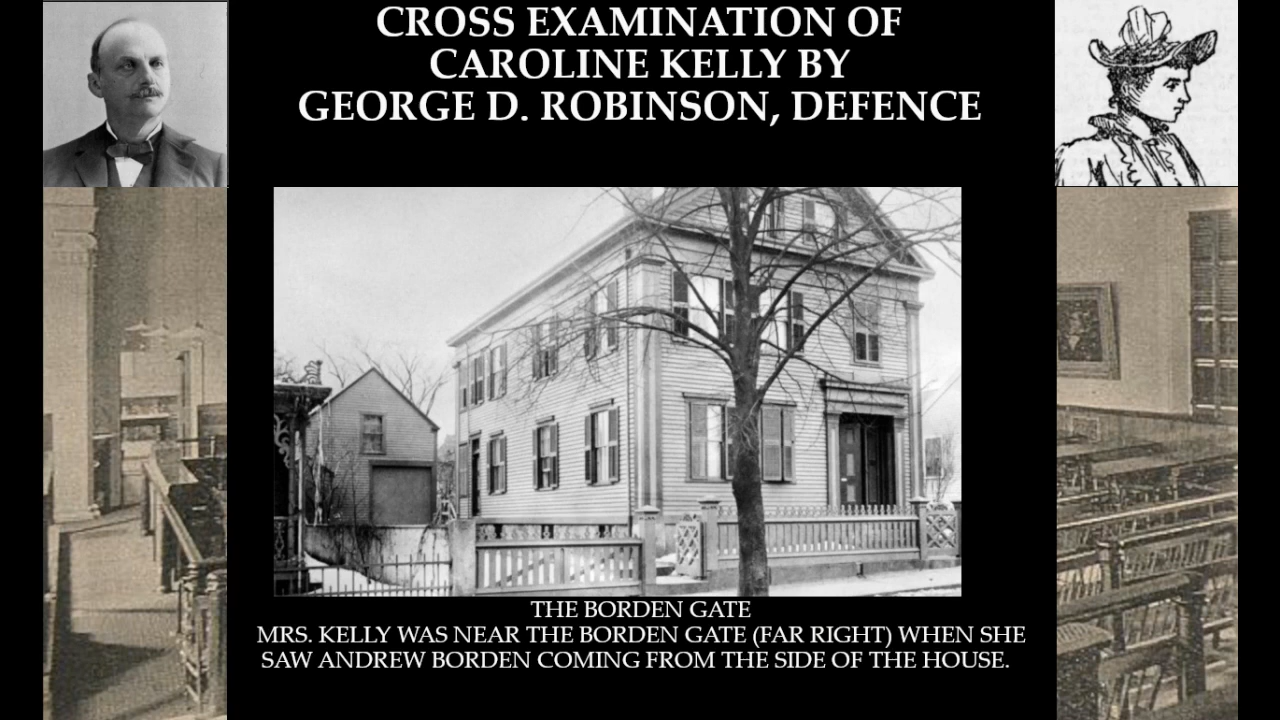 CROSS EXAMINATION OF
CAROLINE KELLY BY
GEORGE D. ROBINSON, DEFENCE
THE BORDEN GATE
MRS. KELLY WAS NEAR THE BORDEN GATE (FAR RIGHT) WHEN SHE
SAW ANDREW BORDEN COMING FROM THE SIDE OF THE HOUSE.